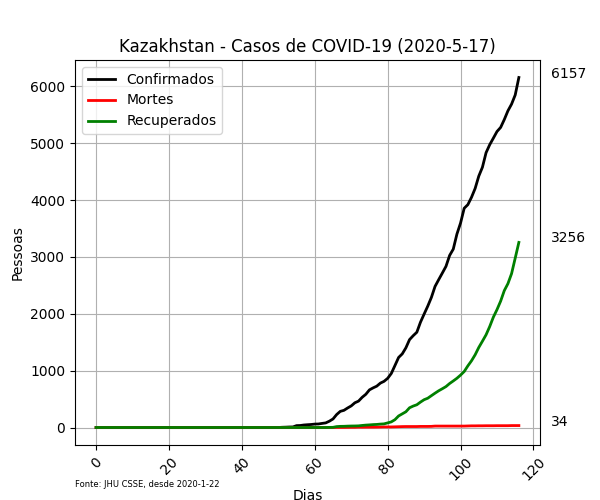 Kazakhstan - Casos de COVID-19 (2020-5-17)
Confirmados
Mortes
Recuperados
6157
3256
34
Pessoas
6000
5000
4000
3000
2000
1000
0
0
20
40
60
80
100
120
Fonte: JHU CSSE, desde 2020-1-22
Dias